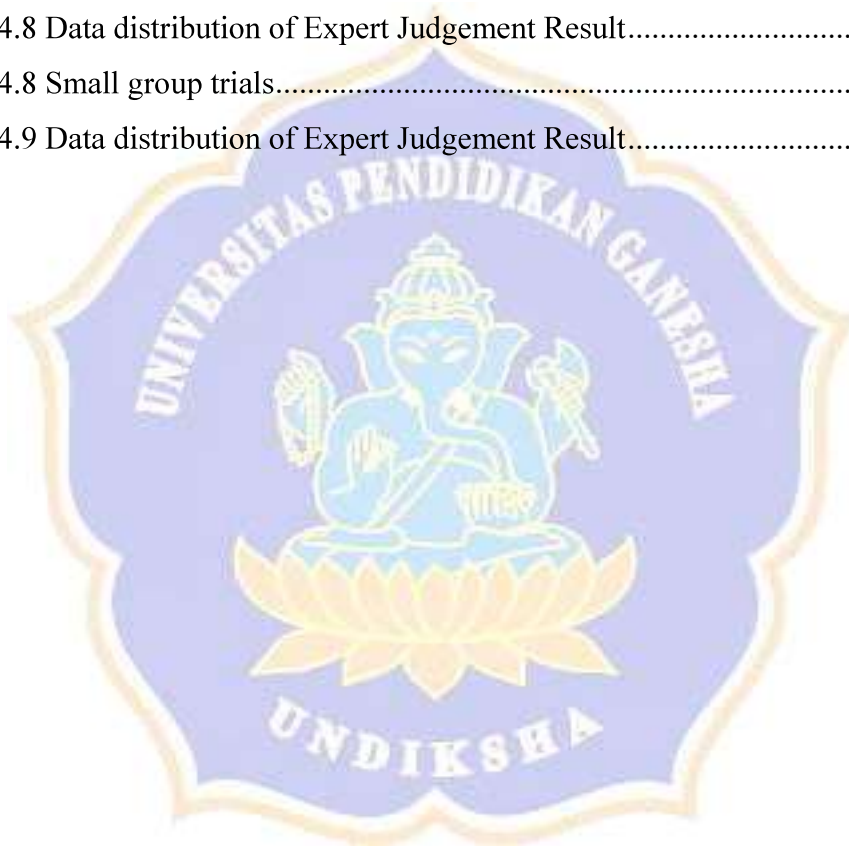 4.8 Data distribution of Expert Judgement Result............................
4.8 Small group trials........................................................................
4.9 Data distribution of Expert Judgement Result............................
UNIVERSITAS PENDIDIKAN GANESHA
UNDIKSHA